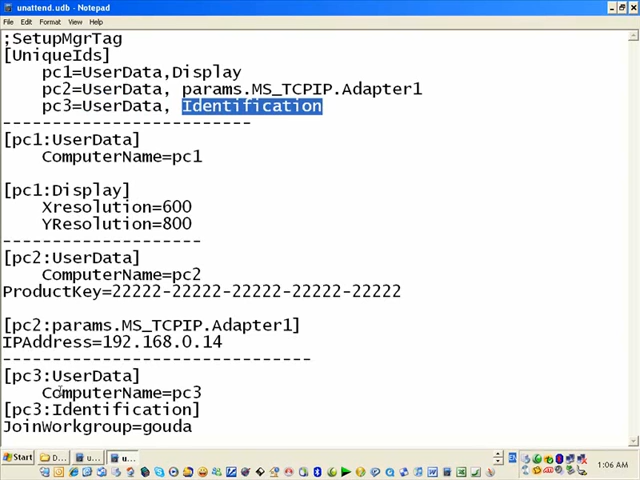 unattend.udb - Notepad
File Edit Format View Help
;SetupMgrTag
[UniqueIds]
pc1=UserData,Display
pc2=UserData, params.MS_TCPIP.Adapter1
pc3=UserData, Identification
-------------------------
[pc1:UserData]
ComputerName=pc1
[pc1:Display]
Xresolution=600
YResolution=800
--------------------
[pc2:UserData]
ComputerName=pc2
ProductKey=22222-22222-22222-22222-22222
[pc2:params.MS_TCPIP.Adapter1]
IPAddress=192.168.0.14
-------------------------------
[pc3:UserData]
ComputerName=pc3
[pc3:Identification]
JoinWorkgroup=gouda
Start D... u... u... EN 1:06 AM